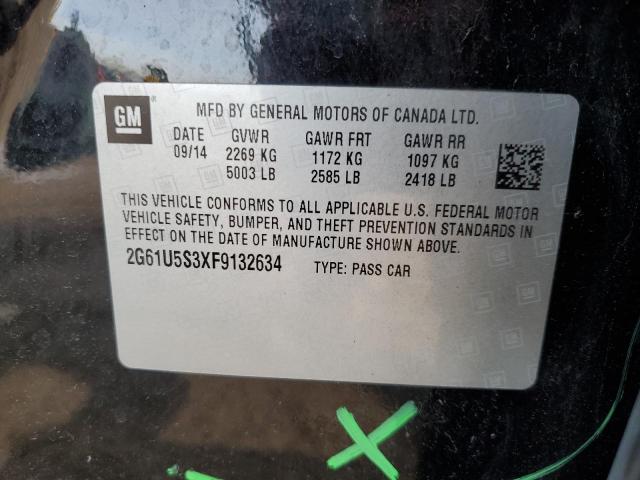 GM
MFD BY GENERAL MOTORS OF CANADA LTD.
DATE GVWR GAWR FRT GAWR RR
09/14 2269 KG 1172 KG 1097 KG
5003 LB 2585 LB 2418 LB
THIS VEHICLE CONFORMS TO ALL APPLICABLE U.S. FEDERAL MOTOR
VEHICLE SAFETY, BUMPER, AND THEFT PREVENTION STANDARDS
IN EFFECT ON THE DATE OF MANUFACTURE SHOWN ABOVE.
2G61U5S3XF9132634 TYPE: PASS CAR